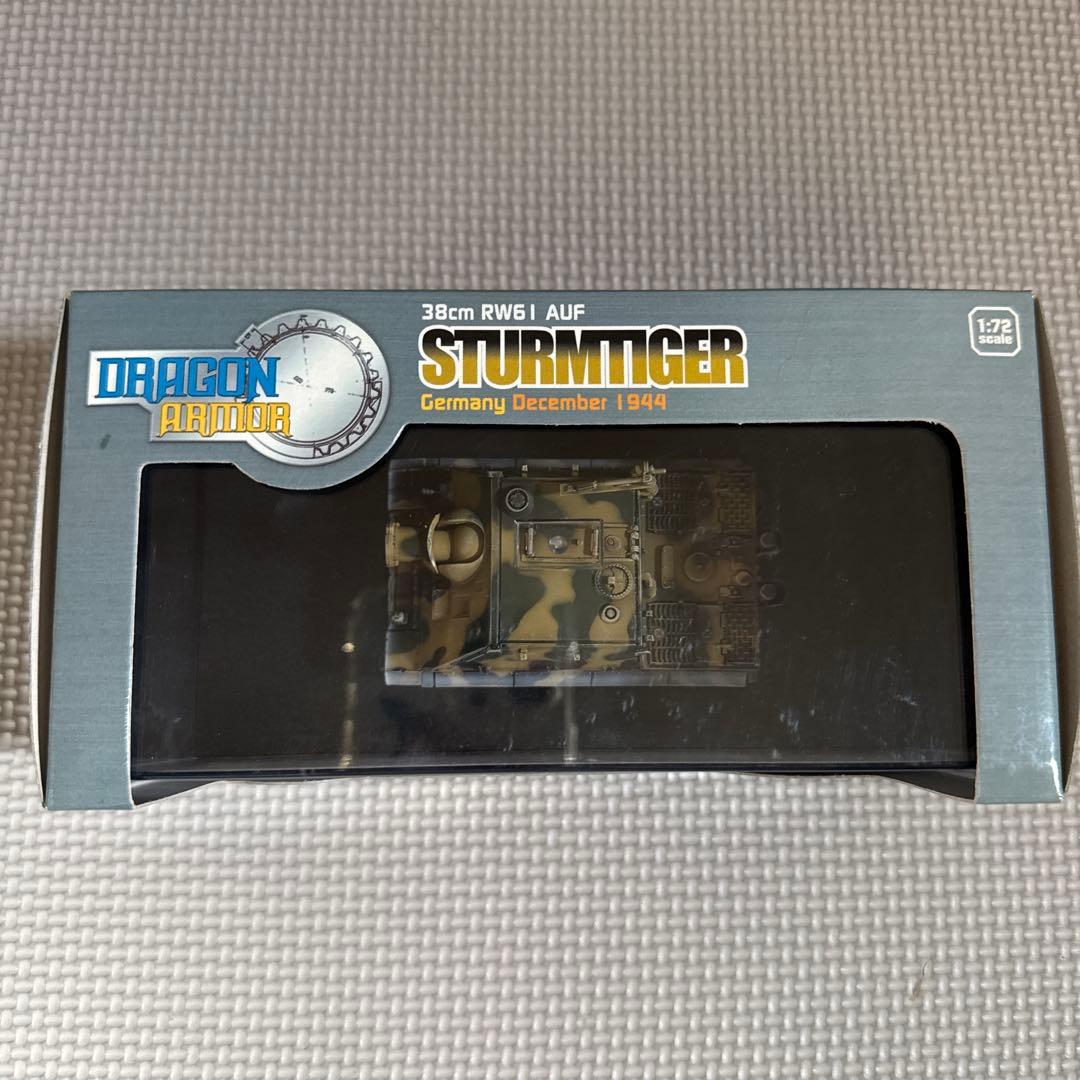 38cm RW61 AUF
STURMTIGER
Germany December 1944
DRAGON
ARMOR
1:72
scale